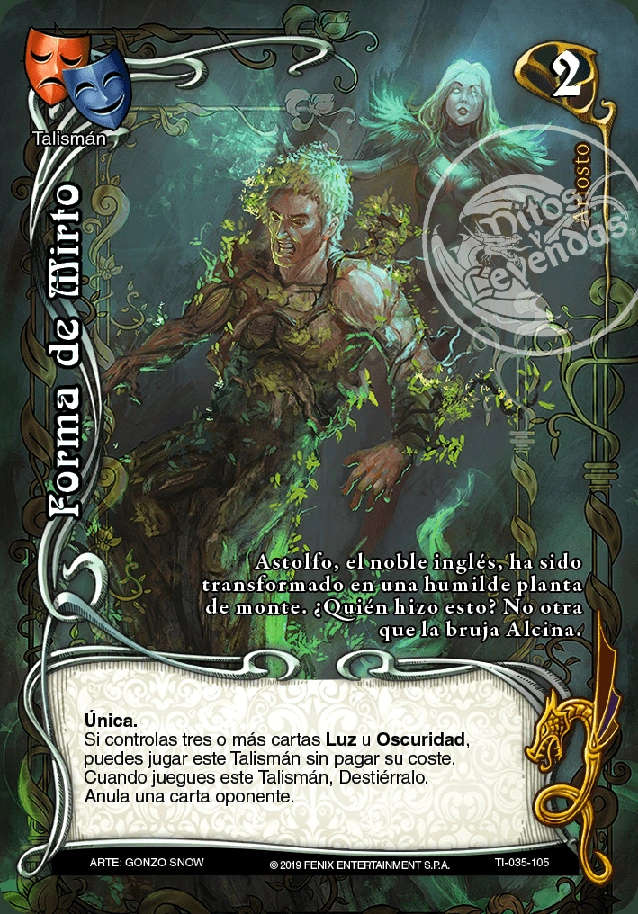 Talismán
2
Ariosto
Mitos
y
Leyendas
Forma de Mirto
Astolfo, el noble inglés, ha sido
transformado en una humilde planta
de monte. ¿Quién hizo esto? No otra
que la bruja Alcina.
Única.
Si controlas tres o más cartas Luz u Oscuridad,
puedes jugar este Talismán sin pagar su coste.
Cuando juegues este Talismán, Destiérralo.
Anula una carta oponente.
ARTE: GONZO SNOW
© 2019 FENIX ENTERTAINMENT S.P.A.
TI-035-105